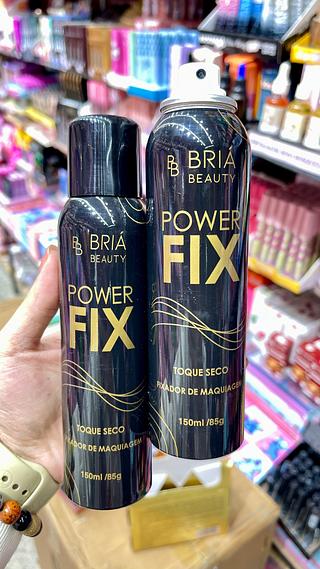 BB BRIÁ
BEAUTY
POWER
FIX
TOQUE SECO
FIXADOR DE MAQUIAGEM
150ml /85g
BB BRIÁ
BEAUTY
POWER
FIX
TOQUE SECO
FIXADOR DE MAQUIAGEM
150ml /85g